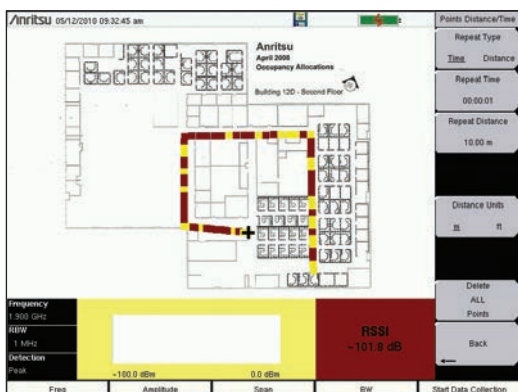 Anritsu 05/12/2010 09:32:45 am
Points Distance/Time
Repeat Type
Time Distance
Repeat Time
00:00:01
Repeat Distance
10.00 m
Distance Units
m ft
Delete
ALL
Points
Back
Anritsu
April 2008
Occupancy Allocations
Building 12D - Second Floor
Frequency
1.900 GHz
RBW
1 MHz
Detection
Peak
-100.0 dBm 0.0 dBm
RSSI
-101.8 dB
Freq Amplitude Span BW Start Data Collection